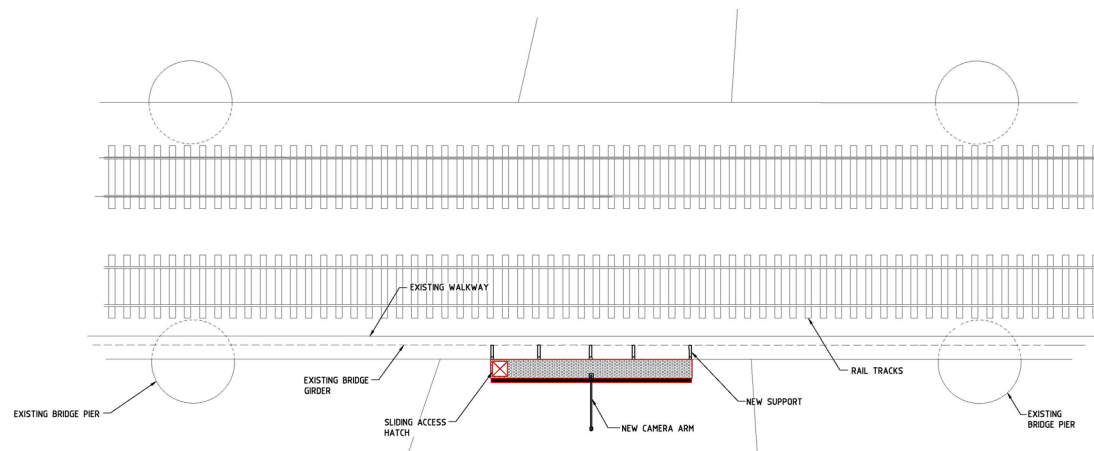 EXISTING WALKWAY
RAIL TRACKS
EXISTING BRIDGE
GIRDER
NEW SUPPORT
EXISTING BRIDGE PIER
EXISTING
BRIDGE PIER
SLIDING ACCESS
HATCH
NEW CAMERA ARM